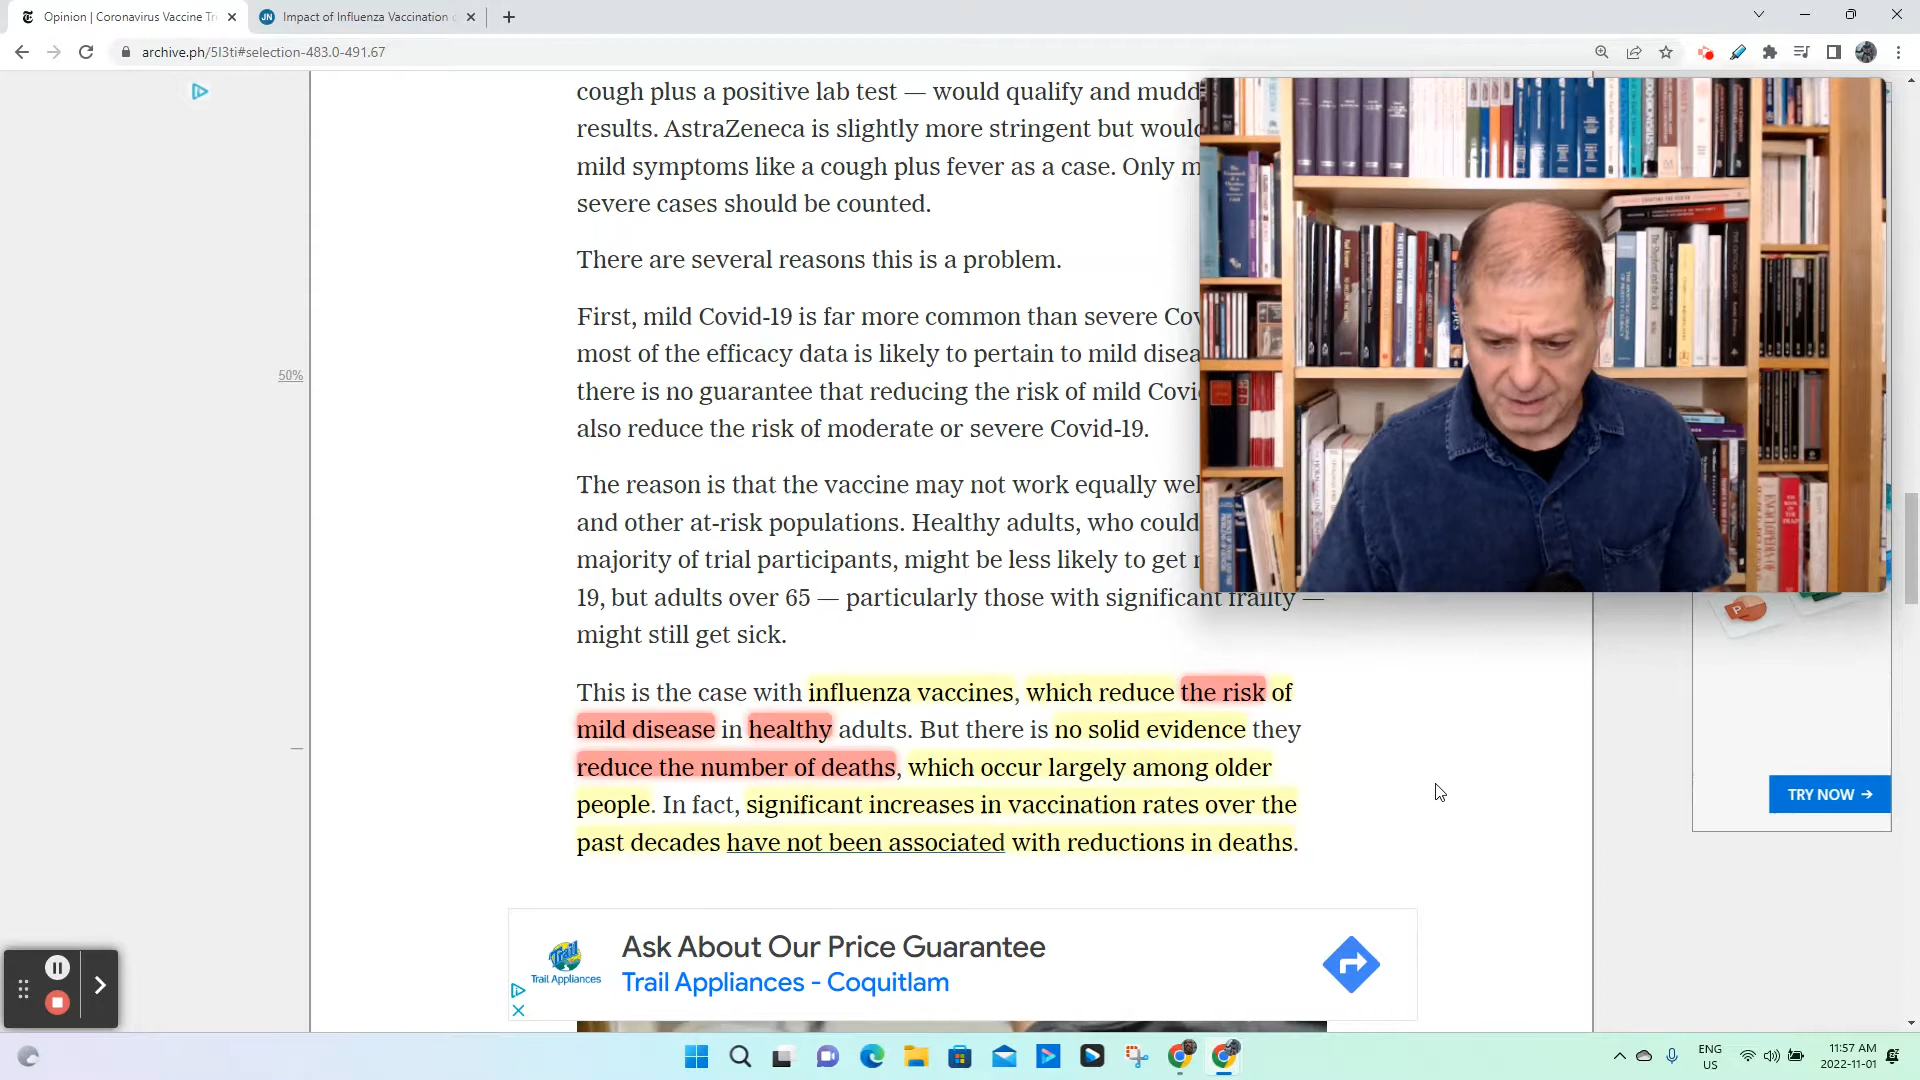 Opinion | Coronavirus Vaccine Tri
JN
Impact of Influenza Vaccination o
archive.ph/5I3ti#selection-483.0-491.67
cough plus a positive lab test — would qualify and mudd
results. AstraZeneca is slightly more stringent but would
mild symptoms like a cough plus fever as a case. Only m
severe cases should be counted.
There are several reasons this is a problem.
First, mild Covid-19 is far more common than severe Cov
most of the efficacy data is likely to pertain to mild disea
50%
there is no guarantee that reducing the risk of mild Covi
also reduce the risk of moderate or severe Covid-19.
The reason is that the vaccine may not work equally wel
and other at-risk populations. Healthy adults, who could
majority of trial participants, might be less likely to get
19, but adults over 65 — particularly those with significant frailty —
might still get sick.
This is the case with influenza vaccines, which reduce the risk of
mild disease in healthy adults. But there is no solid evidence they
reduce the number of deaths, which occur largely among older
people. In fact, significant increases in vaccination rates over the
past decades have not been associated with reductions in deaths.
TRY NOW →
Trail
Trail Appliances
Ask About Our Price Guarantee
Trail Appliances - Coquitlam
ENG
US
11:57 AM
2022-11-01